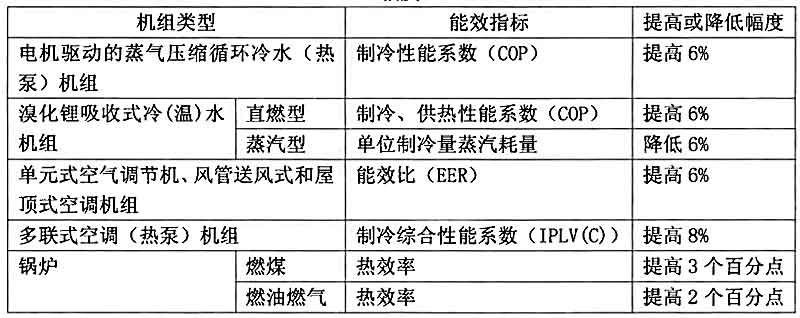 机组类型 能效指标 提高或降低幅度
电机驱动的蒸气压缩循环冷水（热 制冷性能系数（COP） 提高 6%
泵）机组
溴化锂吸收式冷(温)水 直燃型 制冷、供热性能系数（COP） 提高 6%
机组 蒸汽型 单位制冷量蒸汽耗量 降低 6%
单元式空气调节机、风管送风式和屋 能效比（EER） 提高 6%
顶式空调机组
多联式空调（热泵）机组 制冷综合性能系数（IPLV(C)） 提高 8%
锅炉 燃煤 热效率 提高 3 个百分点
燃油燃气 热效率 提高 2 个百分点